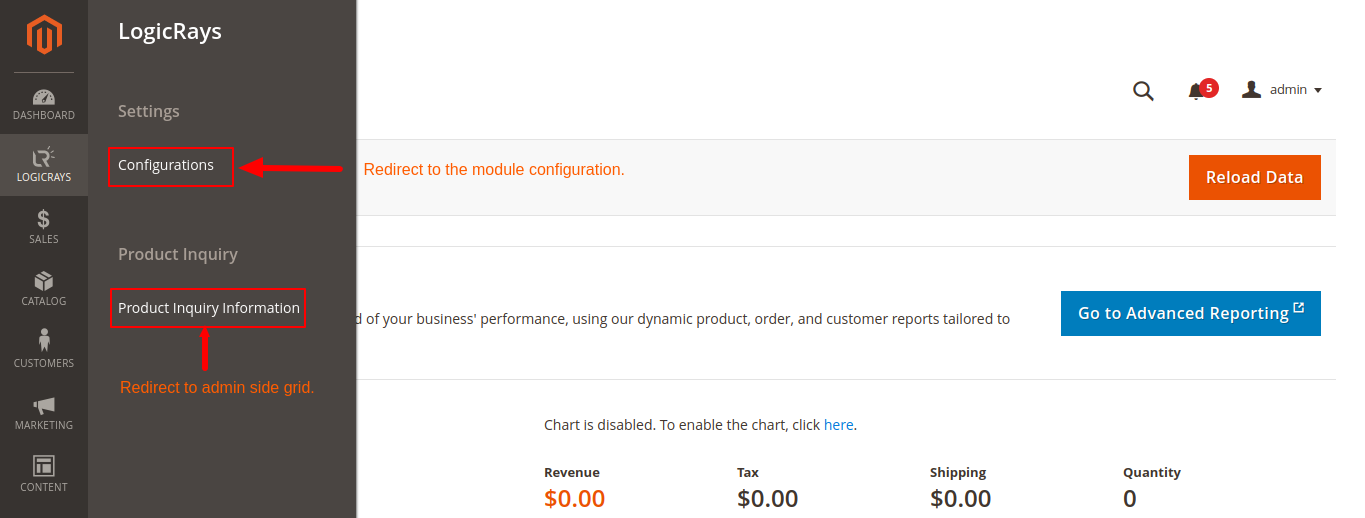 LogicRays
DASHBOARD
LOGICRAYS
SALES
CATALOG
CUSTOMERS
MARKETING
CONTENT
Settings
Configurations
Redirect to the module configuration.
Product Inquiry
Product Inquiry Information
Redirect to admin side grid.
5
admin
Reload Data
d of your business' performance, using our dynamic product, order, and customer reports tailored to
Go to Advanced Reporting
Chart is disabled. To enable the chart, click here.
Revenue
$0.00
Tax
$0.00
Shipping
$0.00
Quantity
0